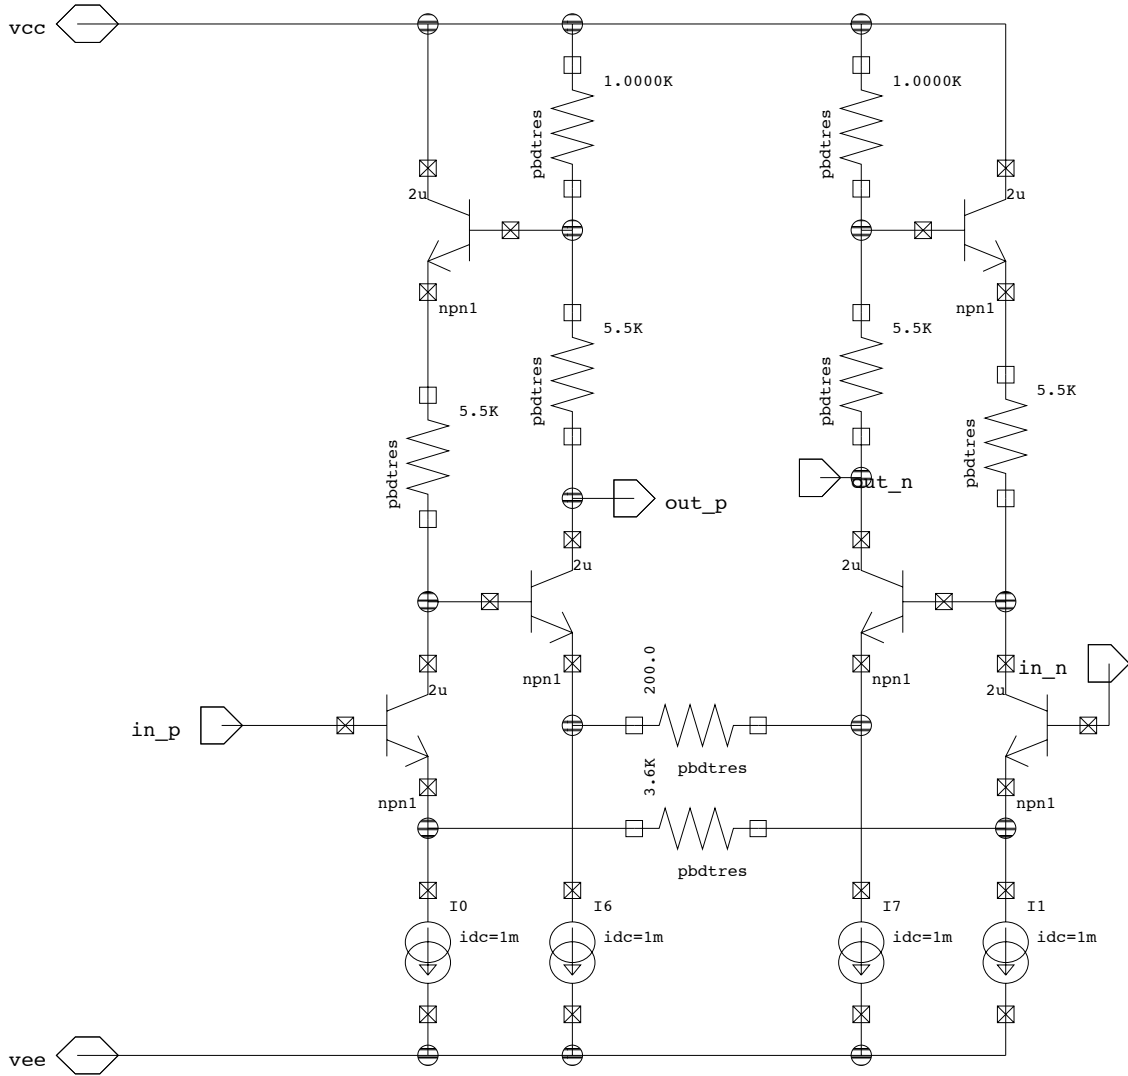 vcc
1.0000K
1.0000K
pbdtres
pbdtres
2u
2u
npn1
npn1
5.5K
5.5K
pbdtres
pbdtres
5.5K
5.5K
pbdtres
pbdtres
out_p
out_n
2u
2u
npn1
200.0
npn1
in_n
2u
2u
in_p
pbdtres
3.6K
npn1
npn1
pbdtres
I0
I6
I7
I1
idc=1m
idc=1m
idc=1m
idc=1m
vee